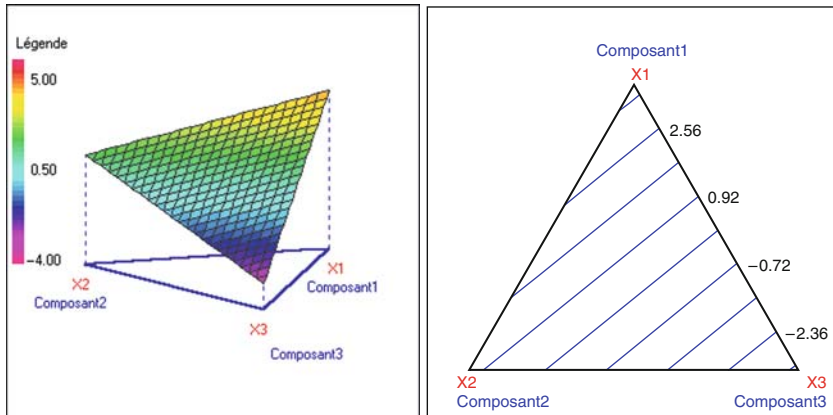 Légende
5.00
0.50
-4.00
X2
Composant2
X1
Composant1
X3
Composant3
Composant1
X1
2.56
0.92
−0.72
−2.36
X2
Composant2
X3
Composant3